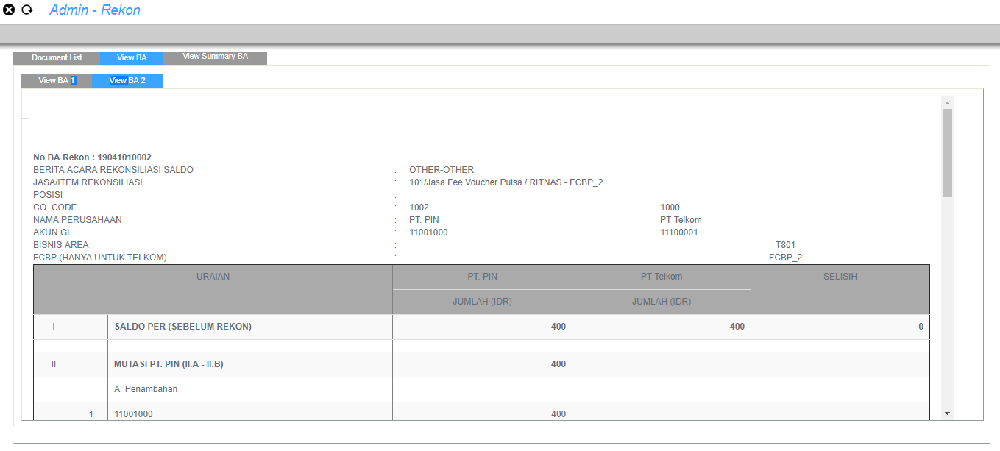 Admin - Rekon
Document List View BA View Summary BA
View BA 1 View BA 2
No BA Rekon : 19041010002
BERITA ACARA REKONSILIASI SALDO : OTHER-OTHER
JASA/ITEM REKONSILIASI : 101/Jasa Fee Voucher Pulsa / RITNAS - FCBP_2
POSISI :
CO. CODE : 1002 1000
NAMA PERUSAHAAN : PT. PIN PT Telkom
AKUN GL : 11001000 11100001
BISNIS AREA : T801
FCBP (HANYA UNTUK TELKOM) : FCBP_2
URAIAN PT. PIN PT Telkom SELISIH
JUMLAH (IDR) JUMLAH (IDR)
I SALDO PER (SEBELUM REKON) 400 400 0
II MUTASI PT. PIN (II.A - II.B) 400
A. Penambahan
1 11001000 400